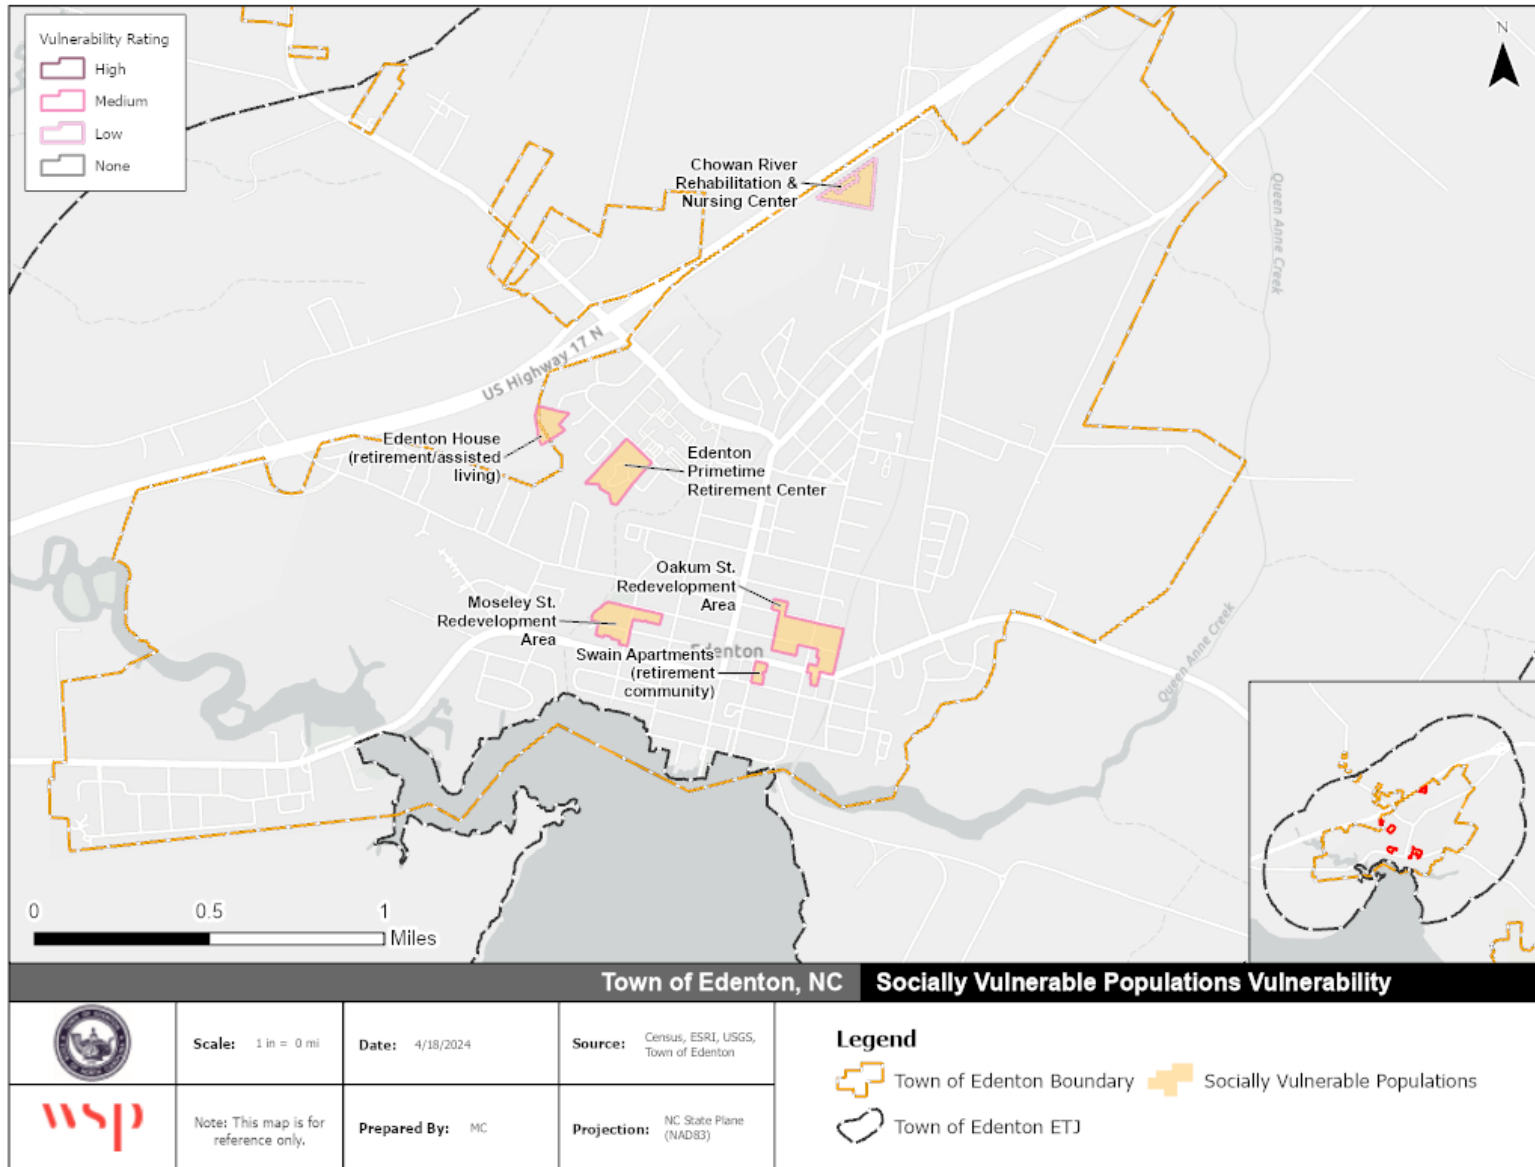 Vulnerability Rating
High
Medium
Low
None
N
Chowan River
Rehabilitation &
Nursing Center
Queen Anne Creek
US Highway 17 N
Edenton House
(retirement/assisted
living)
Edenton
Primetime
Retirement Center
Oakum St.
Redevelopment
Area
Moseley St.
Redevelopment
Area
Edenton
Swain Apartments
(retirement
community)
Queen Anne Creek
0 0.5 1
Miles
Town of Edenton, NC Socially Vulnerable Populations Vulnerability
Scale: 1 in = 0 mi
Date: 4/18/2024
Source: Census, ESRI, USGS,
Town of Edenton
wsp
Note: This map is for
reference only.
Prepared By: MC
Projection: NC State Plane
(NAD83)
Legend
Town of Edenton Boundary
Socially Vulnerable Populations
Town of Edenton ETJ